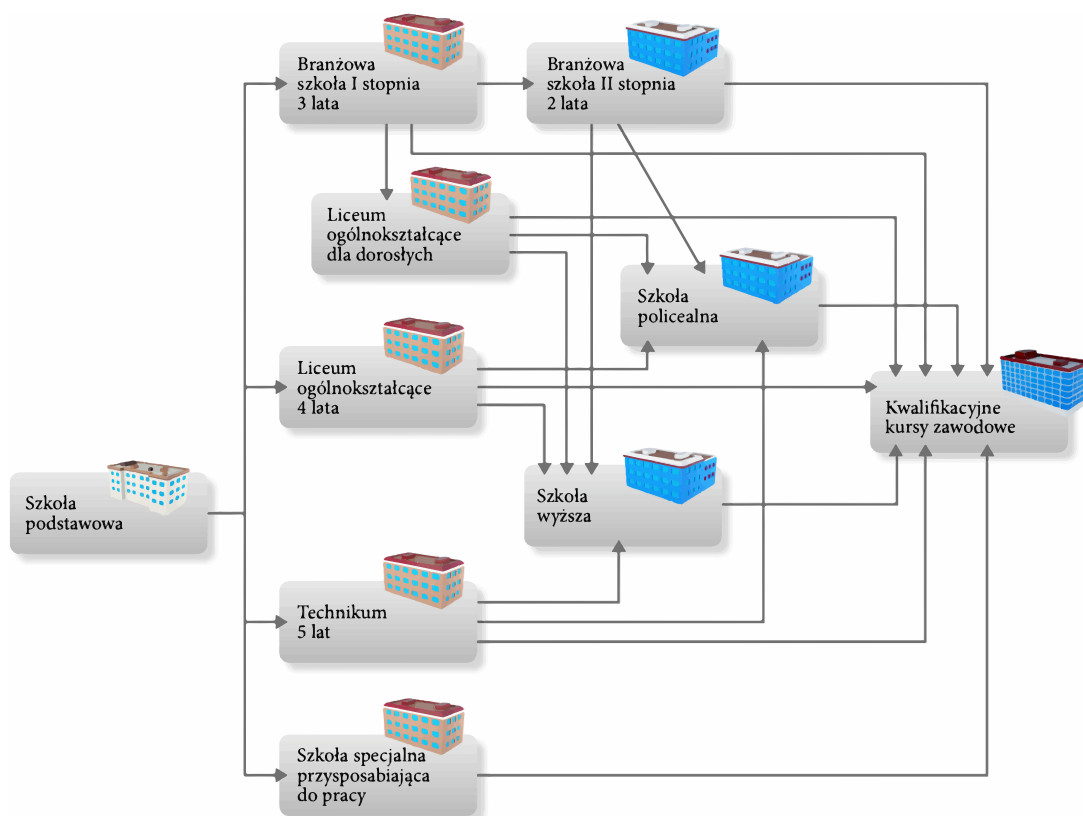 Branżowa
szkoła I stopnia
3 lata
Branżowa
szkoła II stopnia
2 lata
Liceum
ogólnokształcące
dla dorosłych
Szkoła
policealna
Liceum
ogólnokształcące
4 lata
Kwalifikacyjne
kursy zawodowe
Szkoła
podstawowa
Szkoła
wyższa
Technikum
5 lat
Szkoła specjalna
przysposabiająca
do pracy